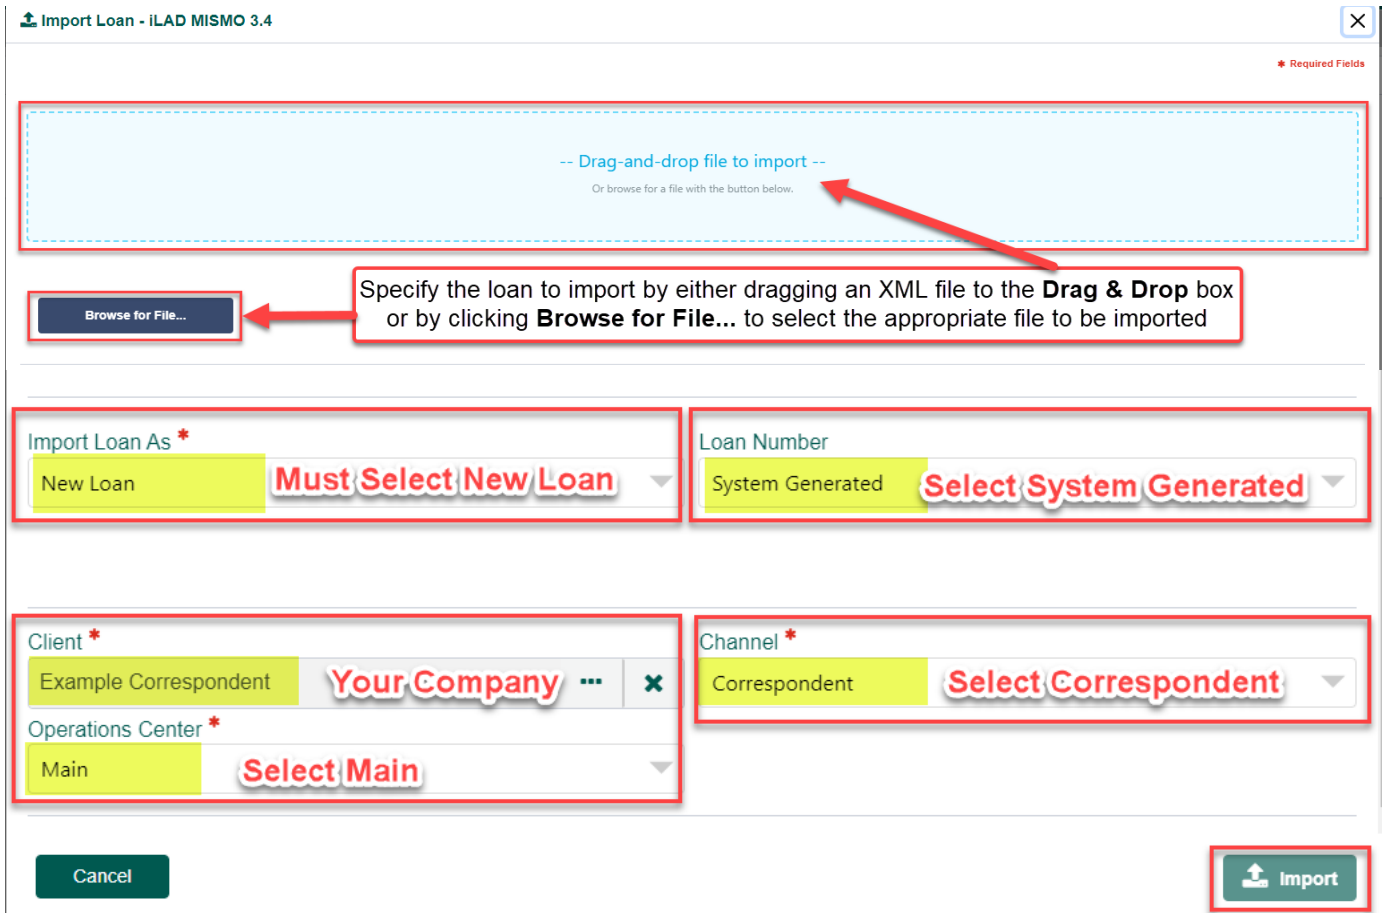 Import Loan - iLAD MISMO 3.4
* Required Fields
-- Drag-and-drop file to import --
Or browse for a file with the button below.
Browse for File...
Specify the loan to import by either dragging an XML file to the Drag & Drop box
or by clicking Browse for File... to select the appropriate file to be imported
Import Loan As *
New Loan
Must Select New Loan
Loan Number
System Generated
Select System Generated
Client *
Example Correspondent
Your Company
Operations Center *
Main
Select Main
Channel *
Correspondent
Select Correspondent
Cancel
Import